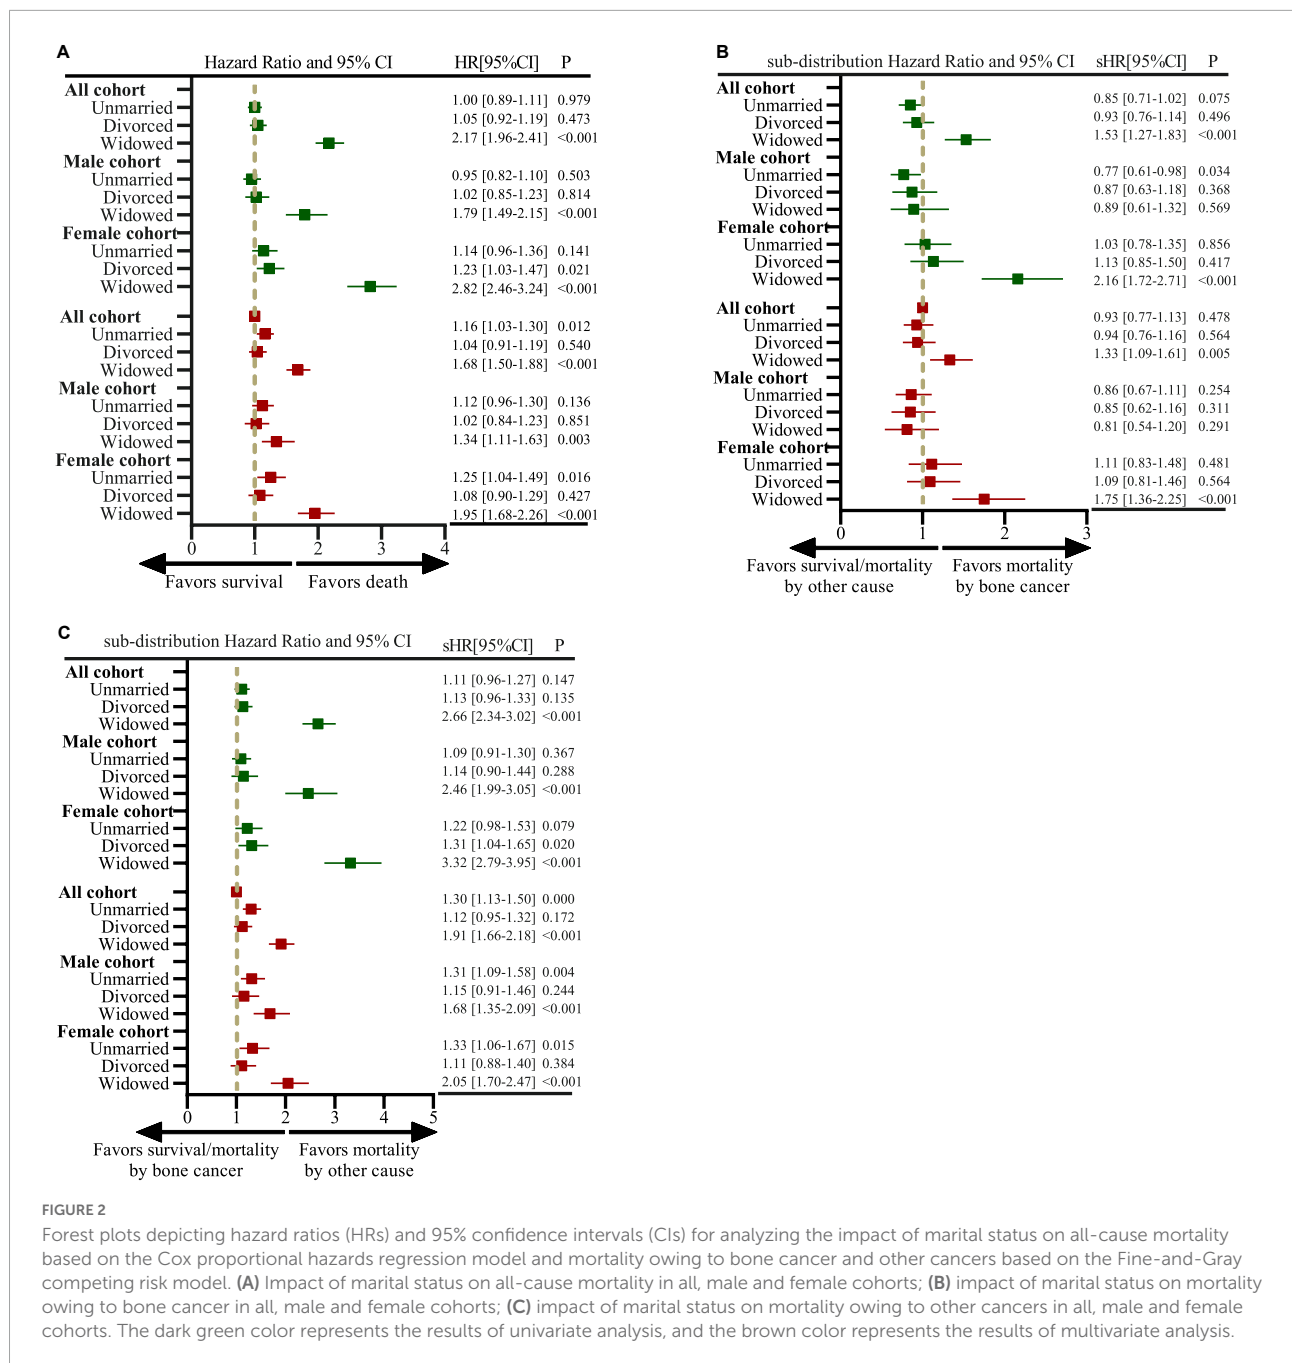 A
Hazard Ratio and 95% CI HR[95%CI] P
All cohort
Unmarried 1.00 [0.89-1.11] 0.979
Divorced 1.05 [0.92-1.19] 0.473
Widowed 2.17 [1.96-2.41] <0.001
Male cohort
Unmarried 0.95 [0.82-1.10] 0.503
Divorced 1.02 [0.85-1.23] 0.814
Widowed 1.79 [1.49-2.15] <0.001
Female cohort
Unmarried 1.14 [0.96-1.36] 0.141
Divorced 1.23 [1.03-1.47] 0.021
Widowed 2.82 [2.46-3.24] <0.001
All cohort
Unmarried 1.16 [1.03-1.30] 0.012
Divorced 1.04 [0.91-1.19] 0.540
Widowed 1.68 [1.50-1.88] <0.001
Male cohort
Unmarried 1.12 [0.96-1.30] 0.136
Divorced 1.02 [0.84-1.23] 0.851
Widowed 1.34 [1.11-1.63] 0.003
Female cohort
Unmarried 1.25 [1.04-1.49] 0.016
Divorced 1.08 [0.90-1.29] 0.427
Widowed 1.95 [1.68-2.26] <0.001
0 1 2 3 4
Favors survival Favors death
B
sub-distribution Hazard Ratio and 95% CI sHR[95%CI] P
All cohort
Unmarried 0.85 [0.71-1.02] 0.075
Divorced 0.93 [0.76-1.14] 0.496
Widowed 1.53 [1.27-1.83] <0.001
Male cohort
Unmarried 0.77 [0.61-0.98] 0.034
Divorced 0.87 [0.63-1.18] 0.368
Widowed 0.89 [0.61-1.32] 0.569
Female cohort
Unmarried 1.03 [0.78-1.35] 0.856
Divorced 1.13 [0.85-1.50] 0.417
Widowed 2.16 [1.72-2.71] <0.001
All cohort
Unmarried 0.93 [0.77-1.13] 0.478
Divorced 0.94 [0.76-1.16] 0.564
Widowed 1.33 [1.09-1.61] 0.005
Male cohort
Unmarried 0.86 [0.67-1.11] 0.254
Divorced 0.85 [0.62-1.16] 0.311
Widowed 0.81 [0.54-1.20] 0.291
Female cohort
Unmarried 1.11 [0.83-1.48] 0.481
Divorced 1.09 [0.81-1.46] 0.564
Widowed 1.75 [1.36-2.25] <0.001
0 1 2 3
Favors survival/mortality Favors mortality
by other cause by bone cancer
C
sub-distribution Hazard Ratio and 95% CI sHR[95%CI] P
All cohort
Unmarried 1.11 [0.96-1.27] 0.147
Divorced 1.13 [0.96-1.33] 0.135
Widowed 2.66 [2.34-3.02] <0.001
Male cohort
Unmarried 1.09 [0.91-1.30] 0.367
Divorced 1.14 [0.90-1.44] 0.288
Widowed 2.46 [1.99-3.05] <0.001
Female cohort
Unmarried 1.22 [0.98-1.53] 0.079
Divorced 1.31 [1.04-1.65] 0.020
Widowed 3.32 [2.79-3.95] <0.001
All cohort
Unmarried 1.30 [1.13-1.50] 0.000
Divorced 1.12 [0.95-1.32] 0.172
Widowed 1.91 [1.66-2.18] <0.001
Male cohort
Unmarried 1.31 [1.09-1.58] 0.004
Divorced 1.15 [0.91-1.46] 0.244
Widowed 1.68 [1.35-2.09] <0.001
Female cohort
Unmarried 1.33 [1.06-1.67] 0.015
Divorced 1.11 [0.88-1.40] 0.384
Widowed 2.05 [1.70-2.47] <0.001
0 1 2 3 4 5
Favors survival/mortality Favors mortality
by bone cancer by other cause
FIGURE 2
Forest plots depicting hazard ratios (HRs) and 95% confidence intervals (CIs) for analyzing the impact of marital status on all-cause mortality
based on the Cox proportional hazards regression model and mortality owing to bone cancer and other cancers based on the Fine-and-Gray
competing risk model. (A) Impact of marital status on all-cause mortality in all, male and female cohorts; (B) impact of marital status on mortality
owing to bone cancer in all, male and female cohorts; (C) impact of marital status on mortality owing to other cancers in all, male and female
cohorts. The dark green color represents the results of univariate analysis, and the brown color represents the results of multivariate analysis.